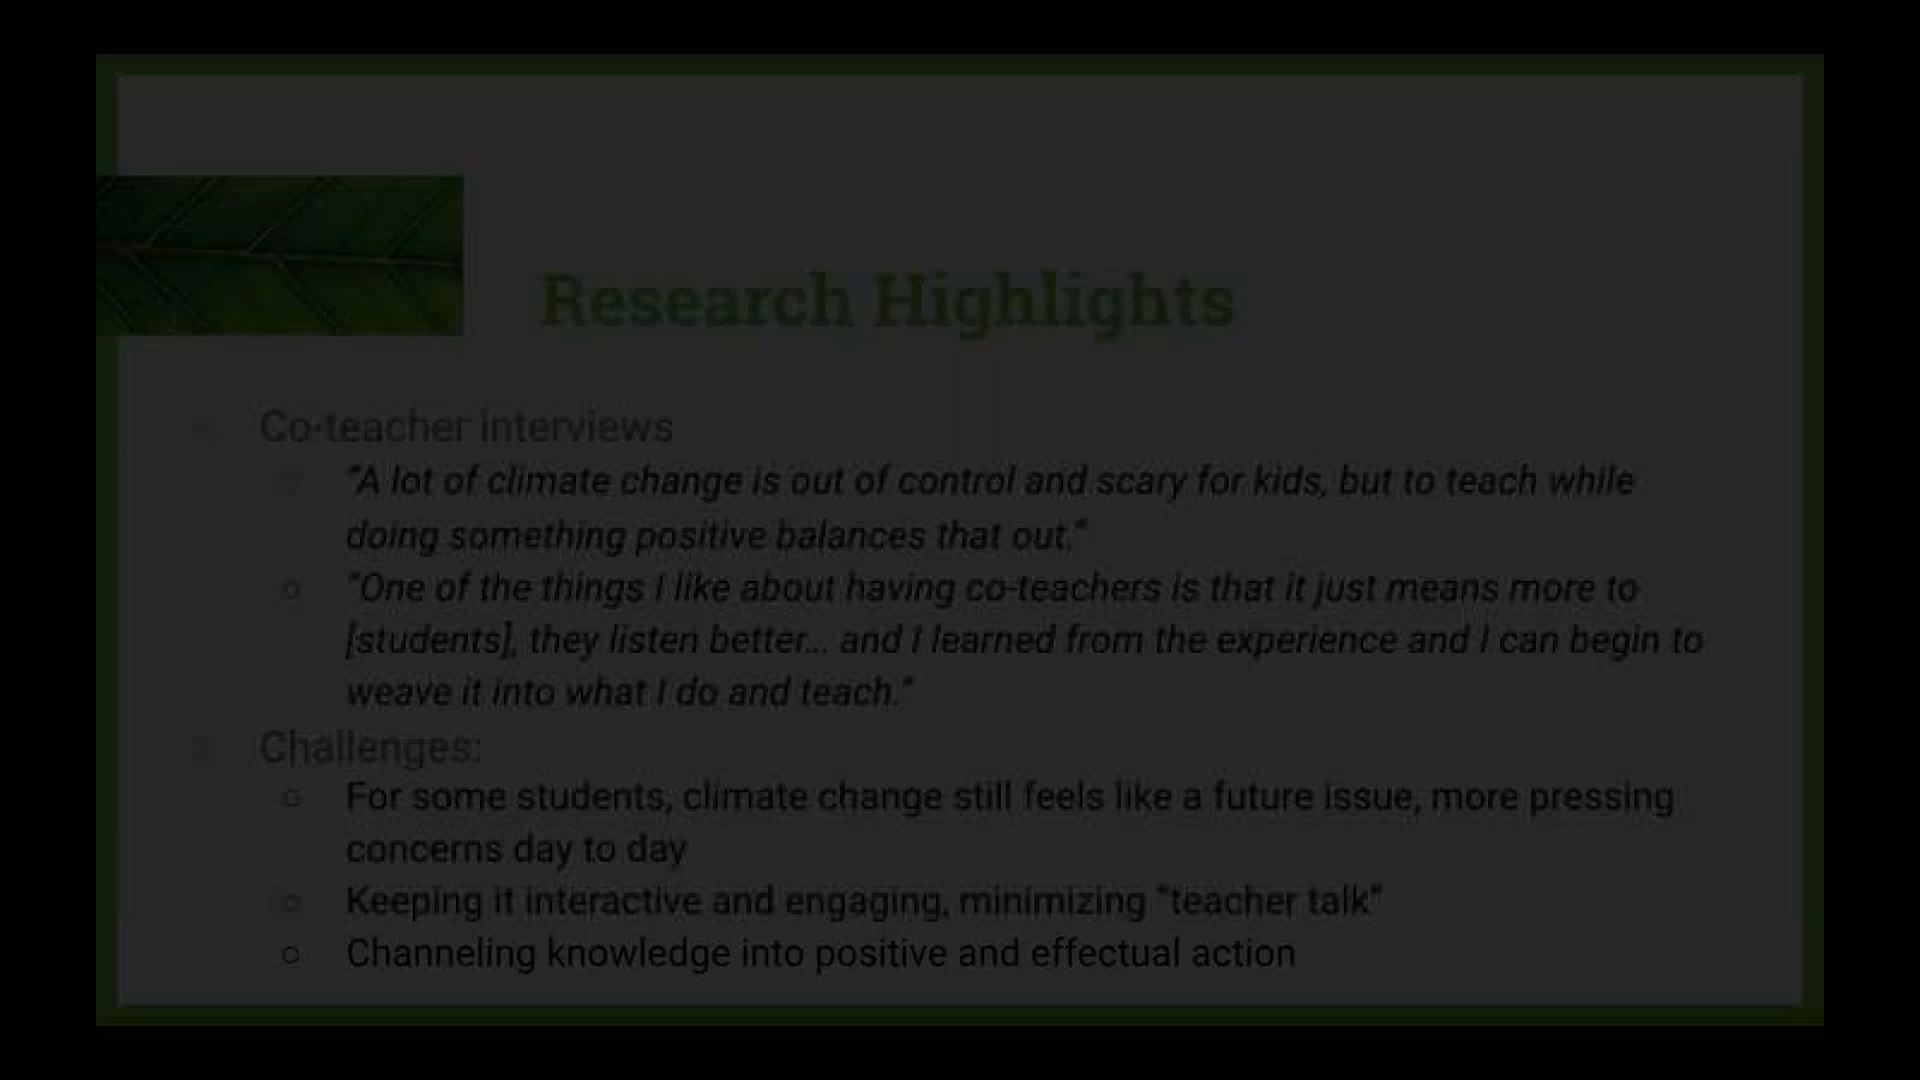 Research Highlights
Co-teacher interviews
"A lot of climate change is out of control and scary for kids, but to teach while
doing something positive balances that out."
"One of the things I like about having co-teachers is that it just means more to
[students], they listen better... and I learned from the experience and I can begin to
weave it into what I do and teach."
Challenges:
For some students, climate change still feels like a future issue, more pressing
concerns day to day
Keeping it interactive and engaging, minimizing "teacher talk"
Channeling knowledge into positive and effectual action